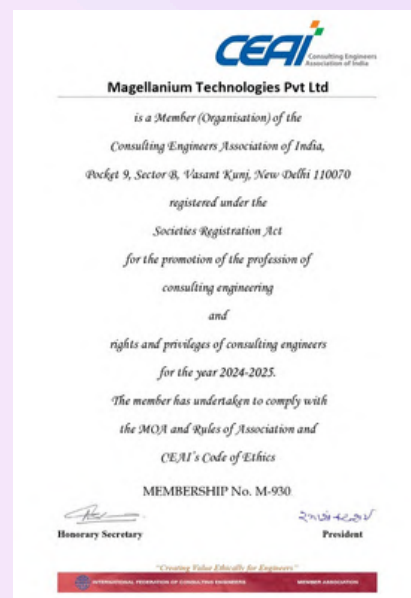 CEAI
Consulting Engineers
Association of India
Magellanium Technologies Pvt Ltd
is a Member (Organisation) of the
Consulting Engineers Association of India,
Pocket 9, Sector B, Vasant Kunj, New Delhi 110070
registered under the
Societies Registration Act
for the promotion of the profession of
consulting engineering
and
rights and privileges of consulting engineers
for the year 2024-2025.
The member has undertaken to comply with
the MOA and Rules of Association and
CEAI's Code of Ethics
MEMBERSHIP No. M-930
Honorary Secretary
President
"Creating Value Ethically for Engineers"
INTERNATIONAL FEDERATION OF CONSULTING ENGINEERS
MEMBER ASSOCIATION